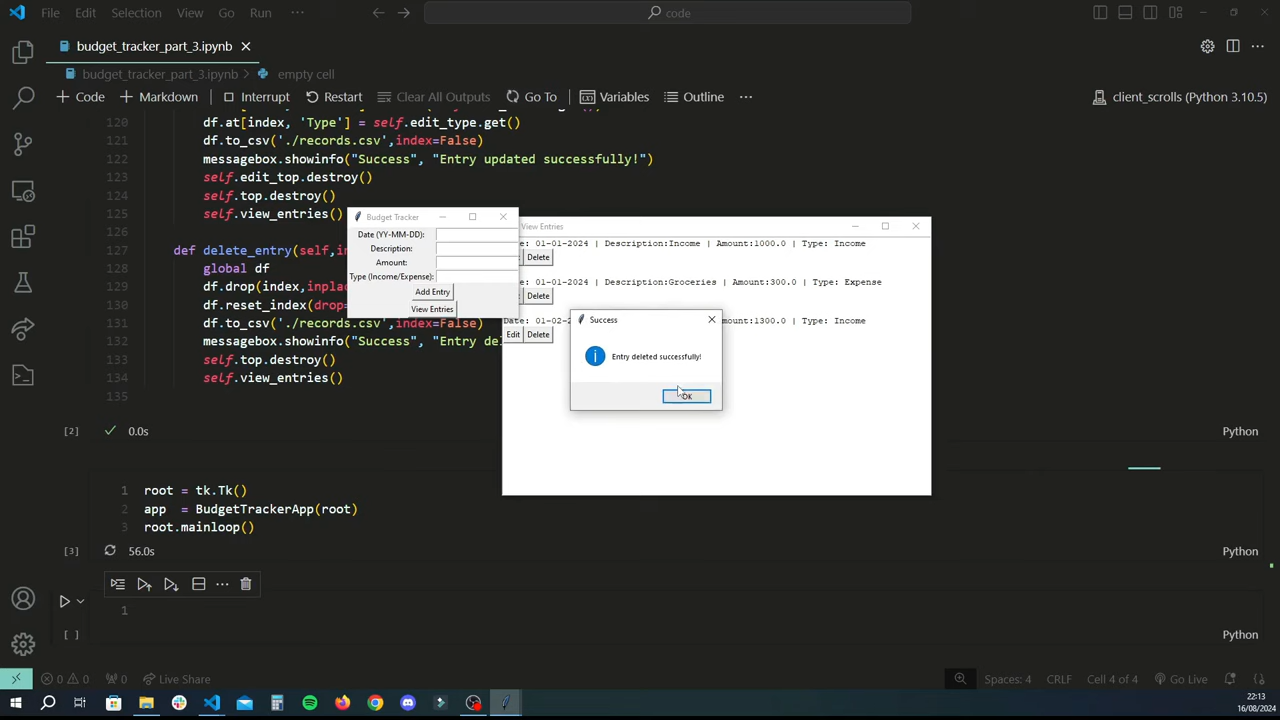 File Edit Selection View Go Run ···
code
budget_tracker_part_3.ipynb
budget_tracker_part_3.ipynb > empty cell
Code Markdown Interrupt Restart Clear All Outputs Go To Variables Outline ···
client_scrolls (Python 3.10.5)
120 df.at[index, 'Type'] = self.edit_type.get()
121 df.to_csv('./records.csv',index=False)
122 messagebox.showinfo("Success", "Entry updated successfully!")
123 self.edit_top.destroy()
124 self.top.destroy()
125 self.view_entries()
126
127 def delete_entry(self,in
128 global df
129 df.drop(index,inplac
130 df.reset_index(drop=
131 df.to_csv('./records.csv',index=False)
132 messagebox.showinfo("Success", "Entry del
133 self.top.destroy()
134 self.view_entries()
135
[2] 0.0s
Python
Budget Tracker
Date (YY-MM-DD):
Description:
Amount:
Type (Income/Expense):
Add Entry
View Entries
View Entries
e: 01-01-2024 | Description:Income | Amount:1000.0 | Type: Income
Delete
e: 01-01-2024 | Description:Groceries | Amount:300.0 | Type: Expense
Delete
Date: 01-02-2 mount:1300.0 | Type: Income
Edit Delete
Success
Entry deleted successfully!
OK
1 root = tk.Tk()
2 app = BudgetTrackerApp(root)
3 root.mainloop()
[3] 56.0s
Python
1
[ ]
Python
0 0 0 Live Share
Spaces: 4 CRLF Cell 4 of 4 Go Live
22:13
16/08/2024